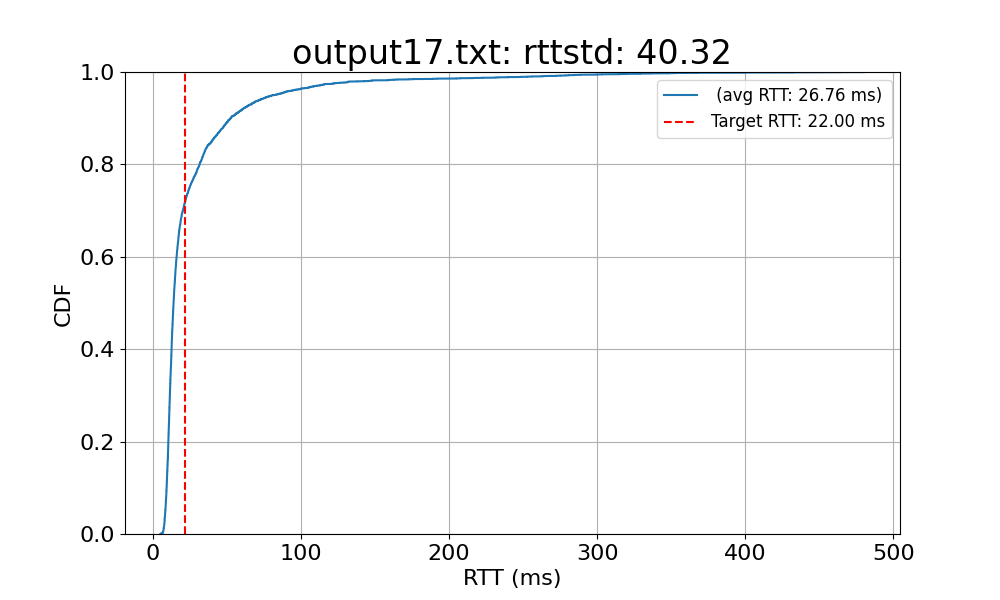 output17.txt: rttstd: 40.32
(avg RTT: 26.76 ms)
Target RTT: 22.00 ms
CDF
1.0
0.8
0.6
0.4
0.2
0.0
0 100 200 300 400 500
RTT (ms)